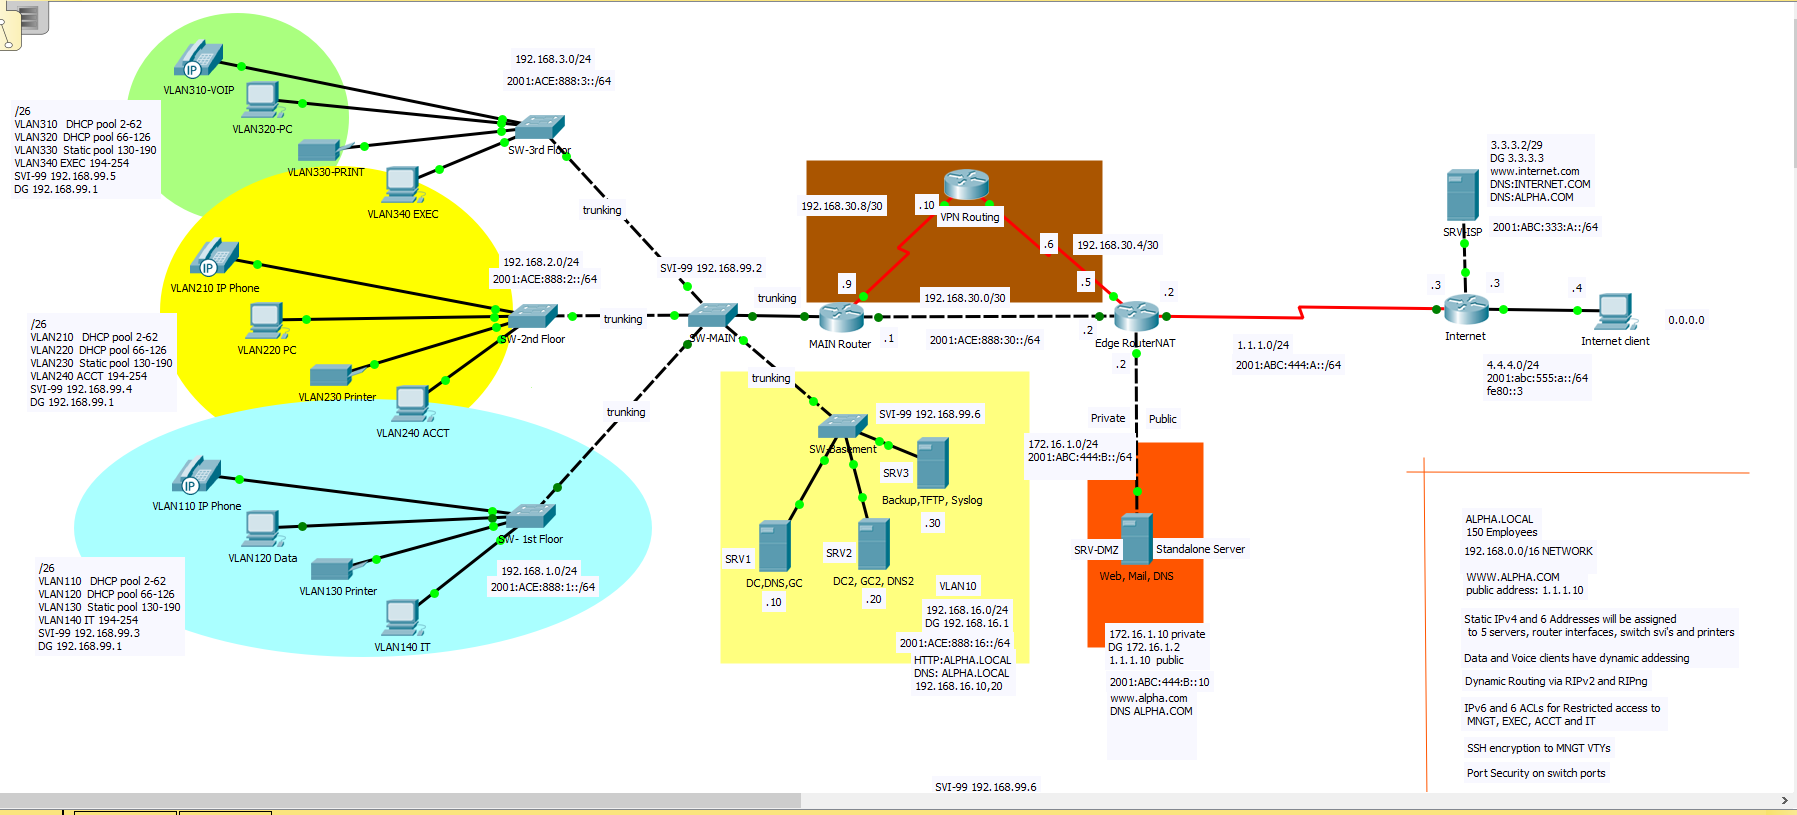 192.168.3.0/24
2001:ACE:888:3::/64
IP
VLAN310-VOIP
VLAN320-PC
SW-3rd Floor
VLAN330-PRINT
VLAN340 EXEC
/26
VLAN310   DHCP pool 2-62
VLAN320  DHCP pool 66-126
VLAN330  Static pool 130-190
VLAN340 EXEC 194-254
SVI-99 192.168.99.5
DG 192.168.99.1
trunking
192.168.2.0/24
2001:ACE:888:2::/64
IP
VLAN210 IP Phone
VLAN220 PC
SW-2nd Floor
VLAN230 Printer
VLAN240 ACCT
/26
VLAN210   DHCP pool 2-62
VLAN220  DHCP pool 66-126
VLAN230  Static pool 130-190
VLAN240 ACCT 194-254
SVI-99 192.168.99.4
DG 192.168.99.1
trunking
trunking
IP
VLAN110 IP Phone
VLAN120 Data
SW- 1st Floor
VLAN130 Printer
VLAN140 IT
192.168.1.0/24
2001:ACE:888:1::/64
/26
VLAN110   DHCP pool 2-62
VLAN120  DHCP pool 66-126
VLAN130  Static pool 130-190
VLAN140 IT 194-254
SVI-99 192.168.99.3
DG 192.168.99.1
SVI-99 192.168.99.2
SW-MAIN
trunking
trunking
192.168.30.8/30
.10
VPN Routing
.6
192.168.30.4/30
.9
.5
.2
192.168.30.0/30
MAIN Router
.1
2001:ACE:888:30::/64
.2
Edge RouterNAT
.2
1.1.1.0/24
2001:ABC:444:A::/64
Private
Public
172.16.1.0/24
2001:ABC:444:B::/64
SVI-99 192.168.99.6
SW-Basement
SRV3
Backup,TFTP, Syslog
.30
SRV1
DC,DNS,GC
.10
SRV2
DC2, GC2, DNS2
.20
VLAN10
192.168.16.0/24
DG 192.168.16.1
2001:ACE:888:16::/64
HTTP:ALPHA.LOCAL
DNS: ALPHA.LOCAL
192.168.16.10,20
SRV-DMZ
Standalone Server
Web, Mail, DNS
172.16.1.10 private
DG 172.16.1.2
1.1.1.10  public
2001:ABC:444:B::10
www.alpha.com
DNS ALPHA.COM
SVI-99 192.168.99.6
3.3.3.2/29
DG 3.3.3.3
www.internet.com
DNS:INTERNET.COM
DNS:ALPHA.COM
SRV-ISP
2001:ABC:333:A::/64
.3
.3
.4
Internet
Internet client
0.0.0.0
4.4.4.0/24
2001:abc:555:a::/64
fe80::3
ALPHA.LOCAL
150 Employees
192.168.0.0/16 NETWORK
WWW.ALPHA.COM
public address: 1.1.1.10
Static IPv4 and 6 Addresses will be assigned
to 5 servers, router interfaces, switch svi's and printers
Data and Voice clients have dynamic addessing
Dynamic Routing via RIPv2 and RIPng
IPv6 and 6 ACLs for Restricted access to
MNGT, EXEC, ACCT and IT
SSH encryption to MNGT VTYs
Port Security on switch ports